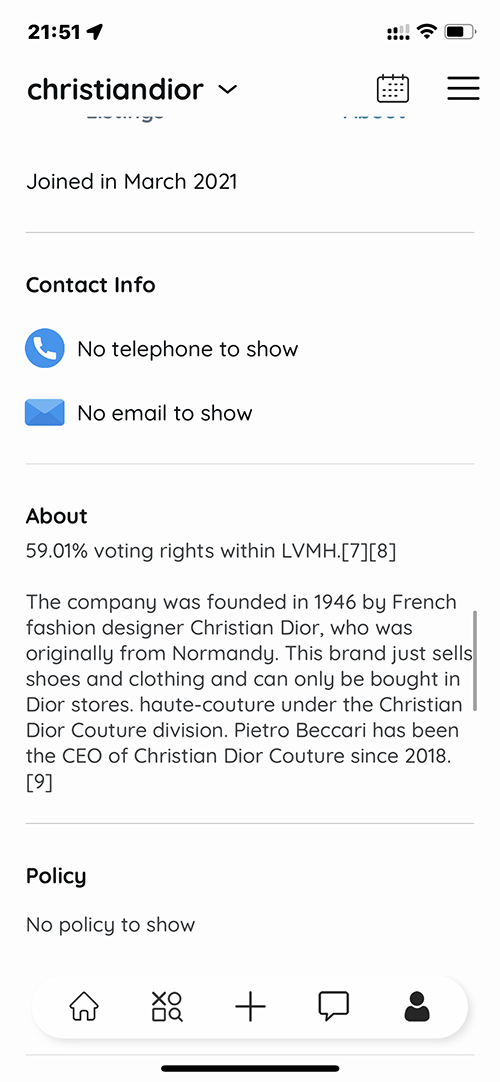 21:51
christiandior
Listings About
Joined in March 2021
Contact Info
No telephone to show
No email to show
About
59.01% voting rights within LVMH.[7][8]
The company was founded in 1946 by French
fashion designer Christian Dior, who was
originally from Normandy. This brand just sells
shoes and clothing and can only be bought in
Dior stores. haute-couture under the Christian
Dior Couture division. Pietro Beccari has been
the CEO of Christian Dior Couture since 2018.
[9]
Policy
No policy to show